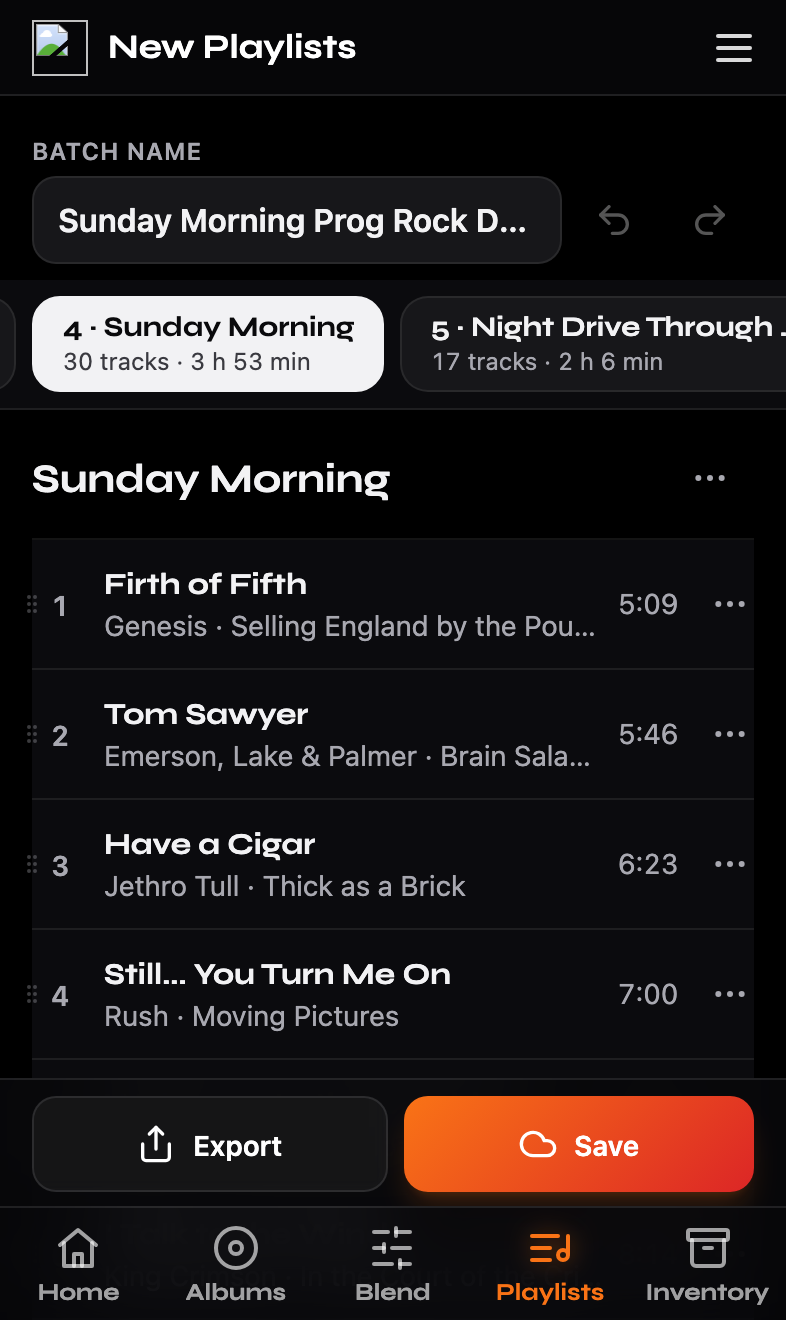 New Playlists
BATCH NAME
Sunday Morning Prog Rock D...
4 · Sunday Morning
30 tracks · 3 h 53 min
5 · Night Drive Through .
17 tracks · 2 h 6 min
Sunday Morning
1
Firth of Fifth
Genesis · Selling England by the Pou...
5:09
2
Tom Sawyer
Emerson, Lake & Palmer · Brain Sala...
5:46
3
Have a Cigar
Jethro Tull · Thick as a Brick
6:23
4
Still... You Turn Me On
Rush · Moving Pictures
7:00
Export
Save
Home
Albums
Blend
Playlists
Inventory